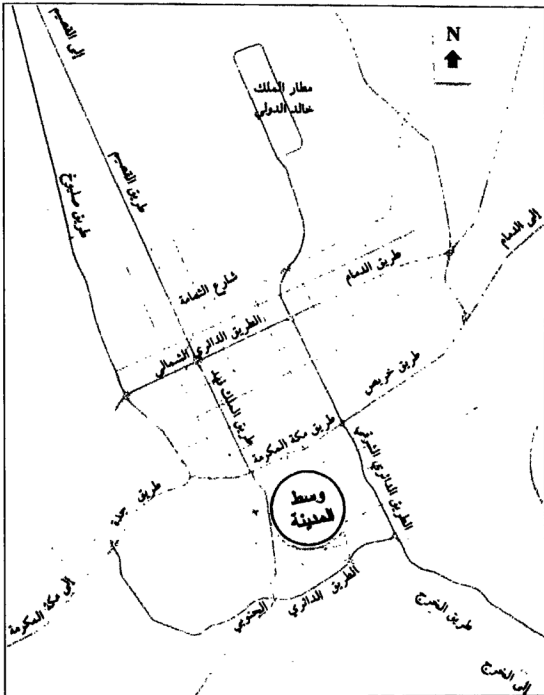 N
إلى القصيم
مطار الملك
خالد الدولي
طريق القصيم
طريق صلبوخ
إلى الدمام
طريق الدمام
شارع الثمامة
الطريق الدائري الشمالي
طريق خريص
طريق الملك فهد
طريق مكة المكرمة
الطريق الدائري الشرقي
وسط
المدينة
طريق جدة
إلى مكة المكرمة
الطريق الدائري الجنوبي
طريق الخرج
إلى الخرج